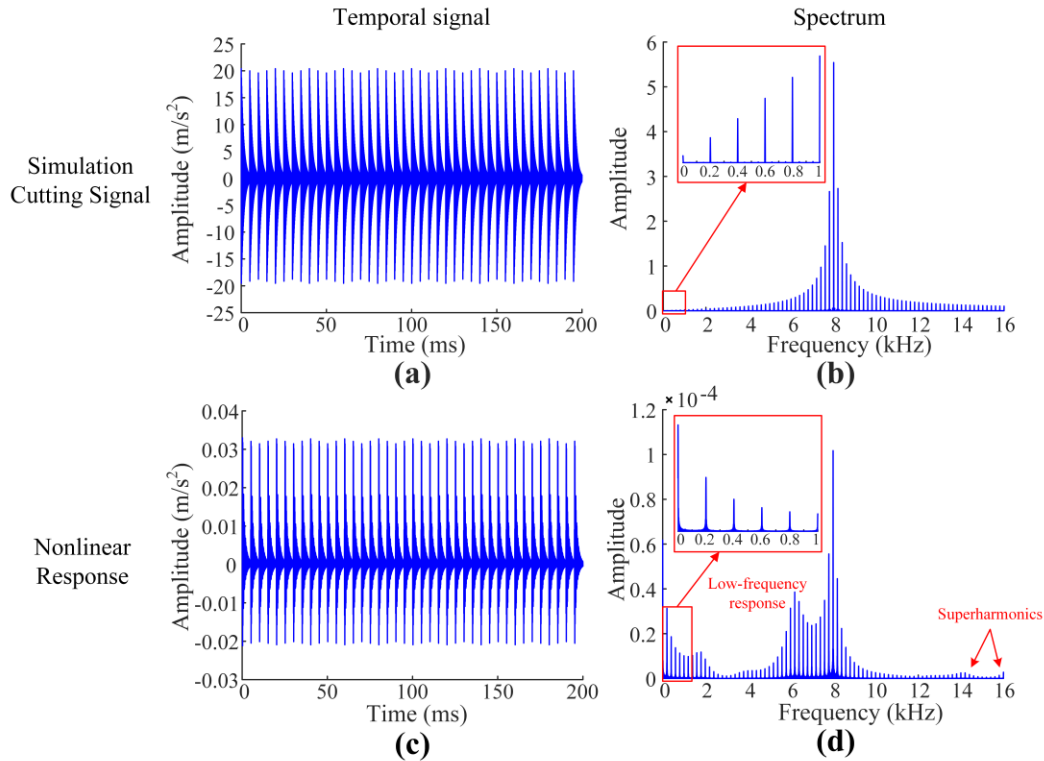 Temporal signal
Spectrum
Simulation
Cutting Signal
Amplitude (m/s²)
25
20
15
10
5
0
-5
-10
-15
-20
-25
0
50
100
150
200
Time (ms)
(a)
Amplitude
6
5
4
3
2
1
0
0 0.2 0.4 0.6 0.8 1
0 2 4 6 8 10 12 14 16
Frequency (kHz)
(b)
Nonlinear
Response
Amplitude (m/s²)
0.04
0.03
0.02
0.01
0
-0.01
-0.02
-0.03
0
50
100
150
200
Time (ms)
(c)
× 10⁻⁴
Amplitude
1.2
1
0.8
0.6
0.4
0.2
0
0 0.2 0.4 0.6 0.8 1
Low-frequency
response
Superharmonics
0 2 4 6 8 10 12 14 16
Frequency (kHz)
(d)